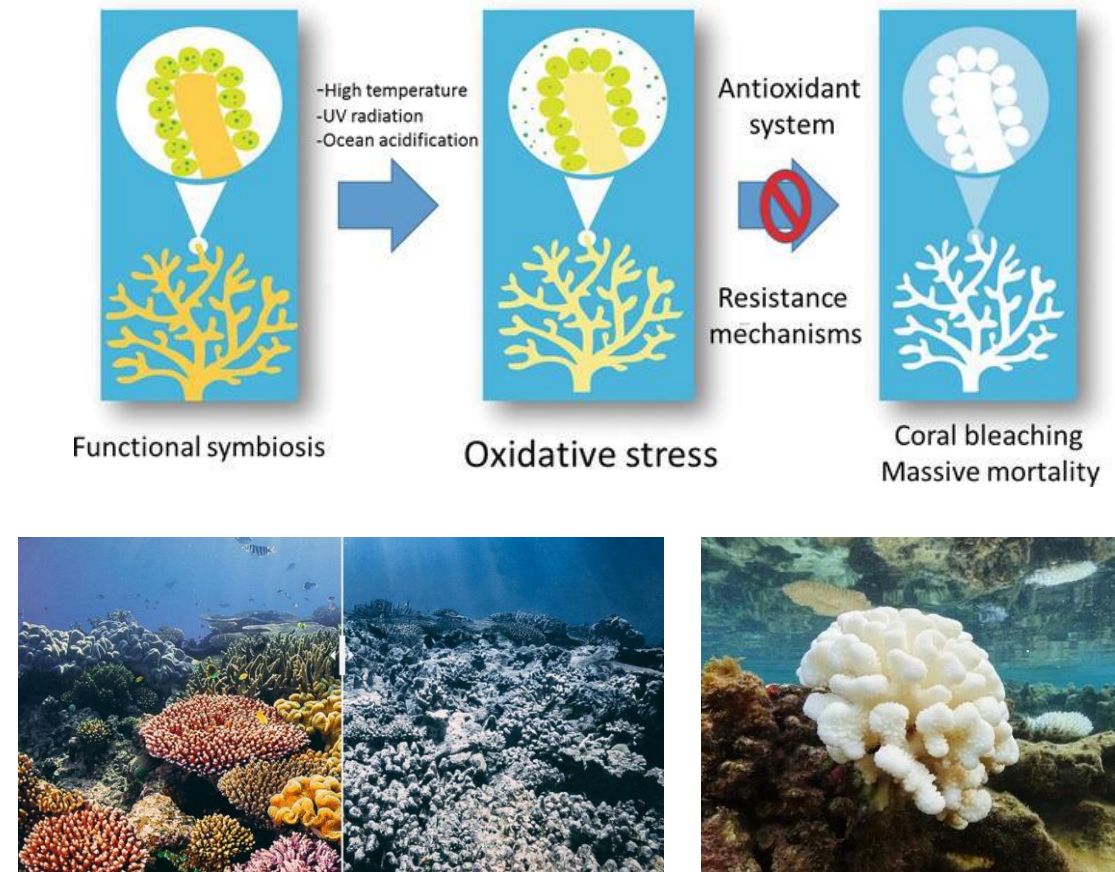 -High temperature
-UV radiation
-Ocean acidification
Antioxidant
system
Resistance
mechanisms
Functional symbiosis
Oxidative stress
Coral bleaching
Massive mortality